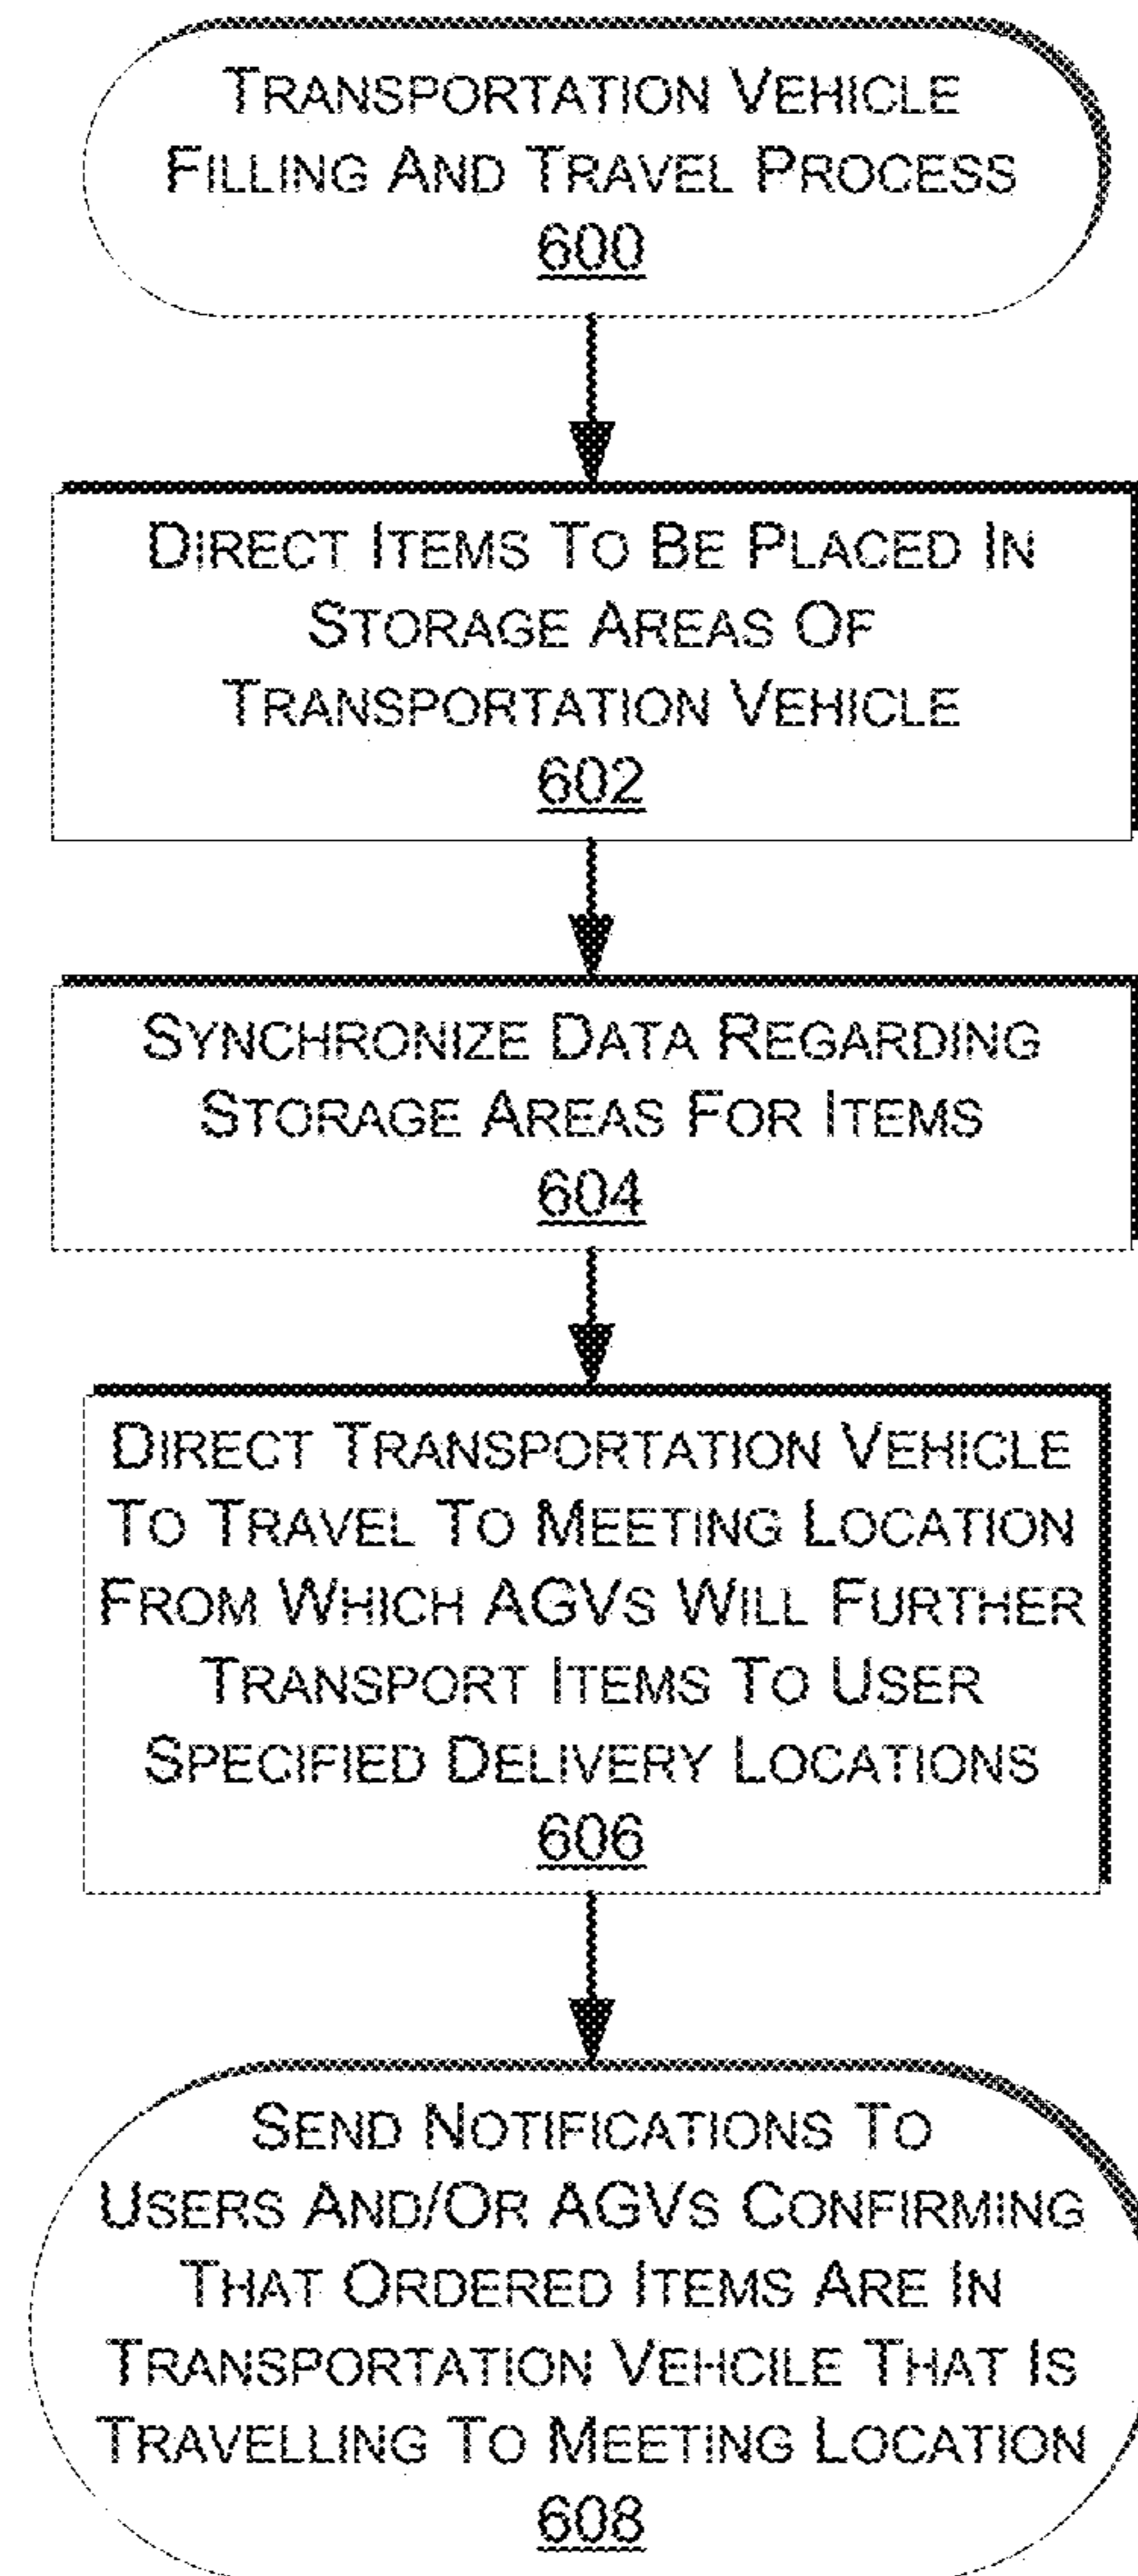 TRANSPORTATION VEHICLE
FILLING AND TRAVEL PROCESS
600
DIRECT ITEMS TO BE PLACED IN
STORAGE AREAS OF
TRANSPORTATION VEHICLE
602
SYNCHRONIZE DATA REGARDING
STORAGE AREAS FOR ITEMS
604
DIRECT TRANSPORTATION VEHICLE
TO TRAVEL TO MEETING LOCATION
FROM WHICH AGVS WILL FURTHER
TRANSPORT ITEMS TO USER
SPECIFIED DELIVERY LOCATIONS
606
SEND NOTIFICATIONS TO
USERS AND/OR AGVS CONFIRMING
THAT ORDERED ITEMS ARE IN
TRANSPORTATION VEHCILE THAT IS
TRAVELLING TO MEETING LOCATION
608